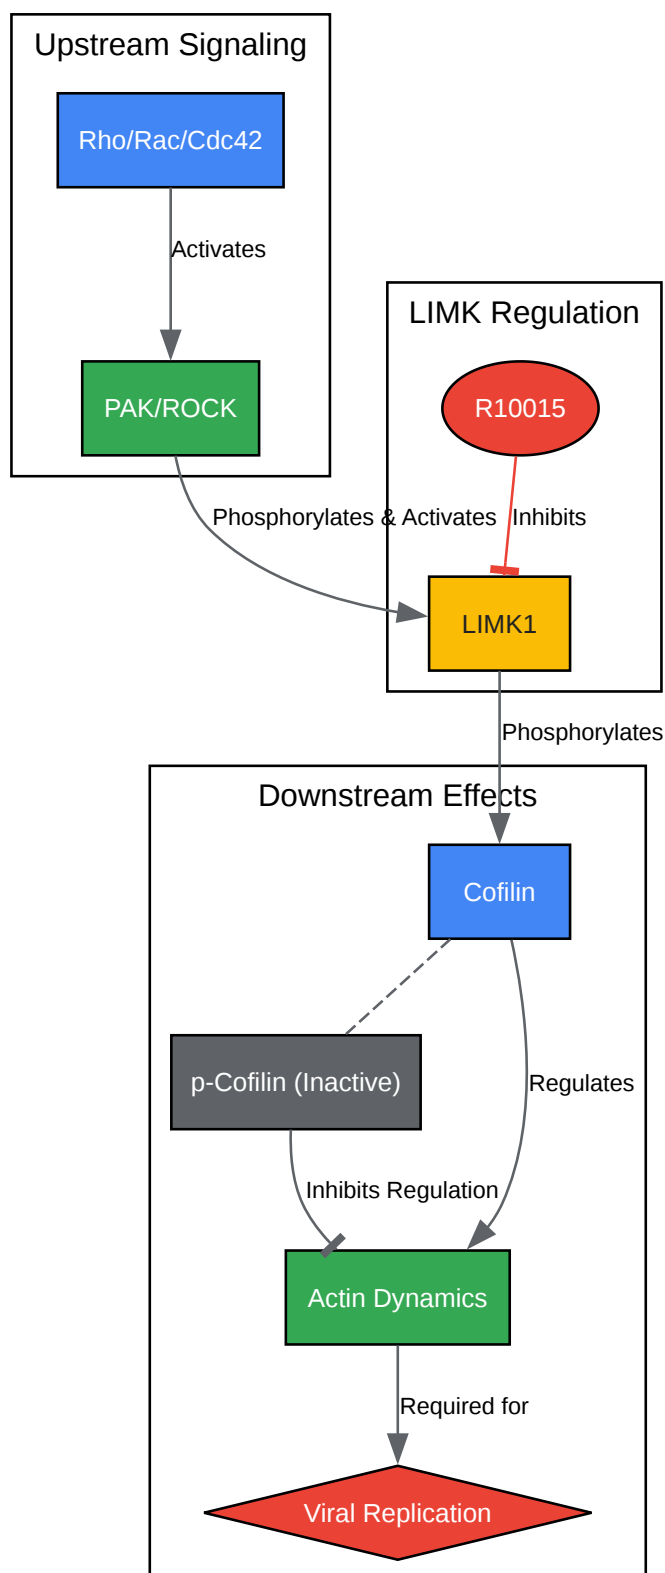 Upstream Signaling
Rho/Rac/Cdc42
Activates
PAK/ROCK
LIMK Regulation
R10015
Phosphorylates & Activates
Inhibits
LIMK1
Phosphorylates
Downstream Effects
Cofilin
p-Cofilin (Inactive)
Regulates
Inhibits Regulation
Actin Dynamics
Required for
Viral Replication